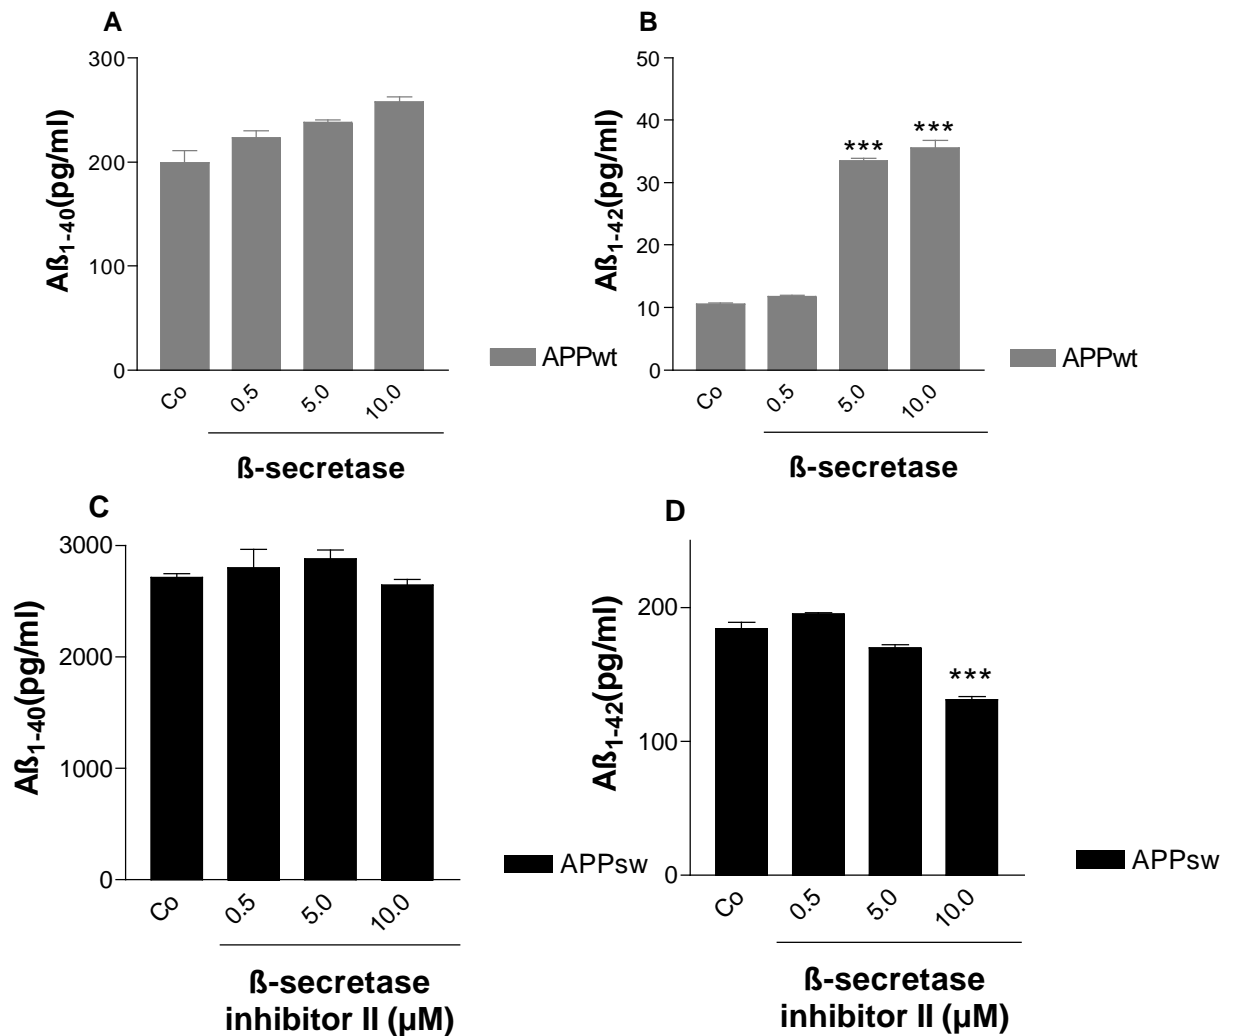 A
300
200
100
0
Aß1-40(pg/ml)
Co
0.5
5.0
10.0
ß-secretase
APPwt
B
50
40
30
20
10
0
Aß1-42(pg/ml)
***
***
Co
0.5
5.0
10.0
ß-secretase
APPwt
C
3000
2000
1000
0
Aß1-40(pg/ml)
Co
0.5
5.0
10.0
ß-secretase
inhibitor II (µM)
APPsw
D
200
100
0
Aß1-42(pg/ml)
***
Co
0.5
5.0
10.0
ß-secretase
inhibitor II (µM)
APPsw